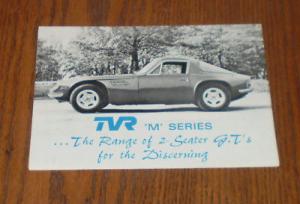 TVR 'M' SERIES
...The Range of 2 Seater G.T's
for the Discerning